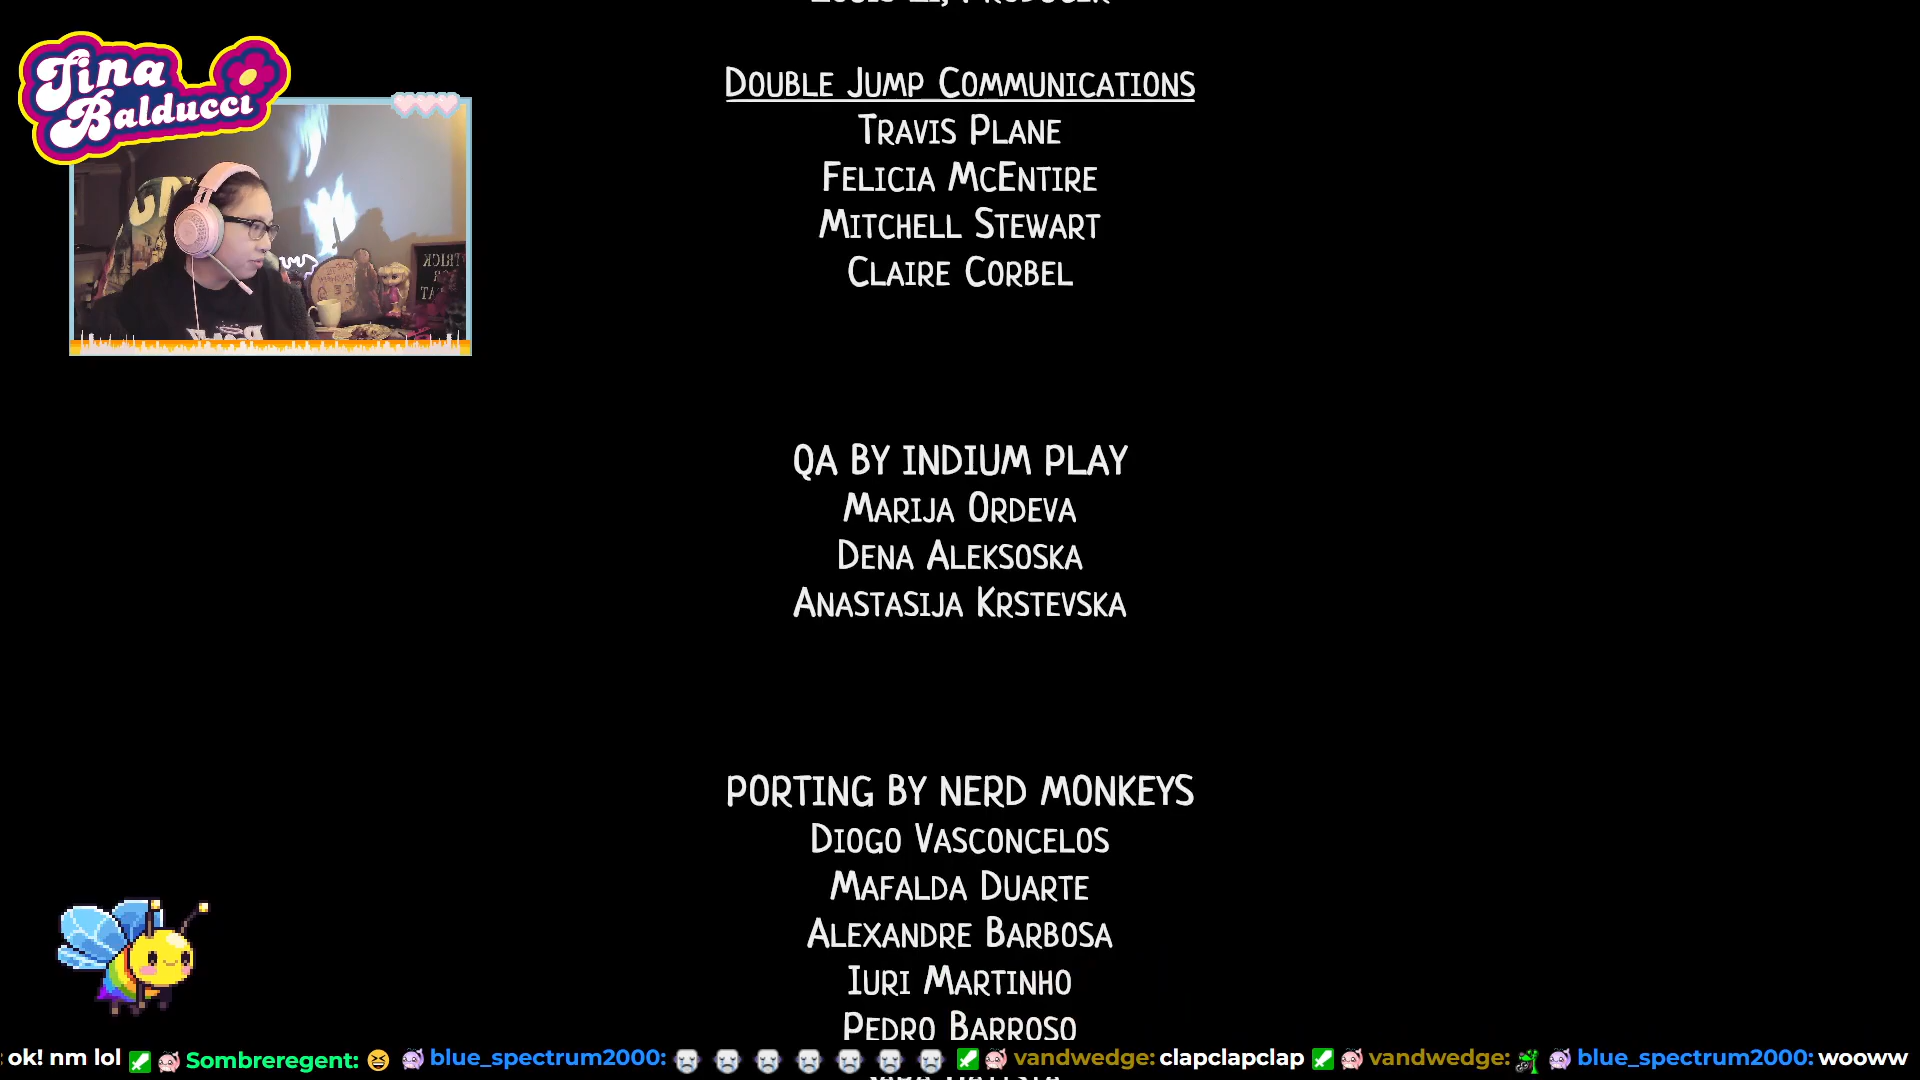 Tina
Balducci
DOUBLE JUMP COMMUNICATIONS
TRAVIS PLANE
FELICIA MCENTIRE
MITCHELL STEWART
CLAIRE CORBEL
QA BY INDIUM PLAY
MARIJA ORDEVA
DENA ALEKSOSKA
ANASTASIJA KRSTEVSKA
PORTING BY NERD MONKEYS
DIOGO VASCONCELOS
MAFALDA DUARTE
ALEXANDRE BARBOSA
IURI MARTINHO
PEDRO BARROSO
: ok! nm lol Sombreregent: 😆 blue_spectrum2000: vandwedge: clapclapclap vandwedge: blue_spectrum2000: wooww